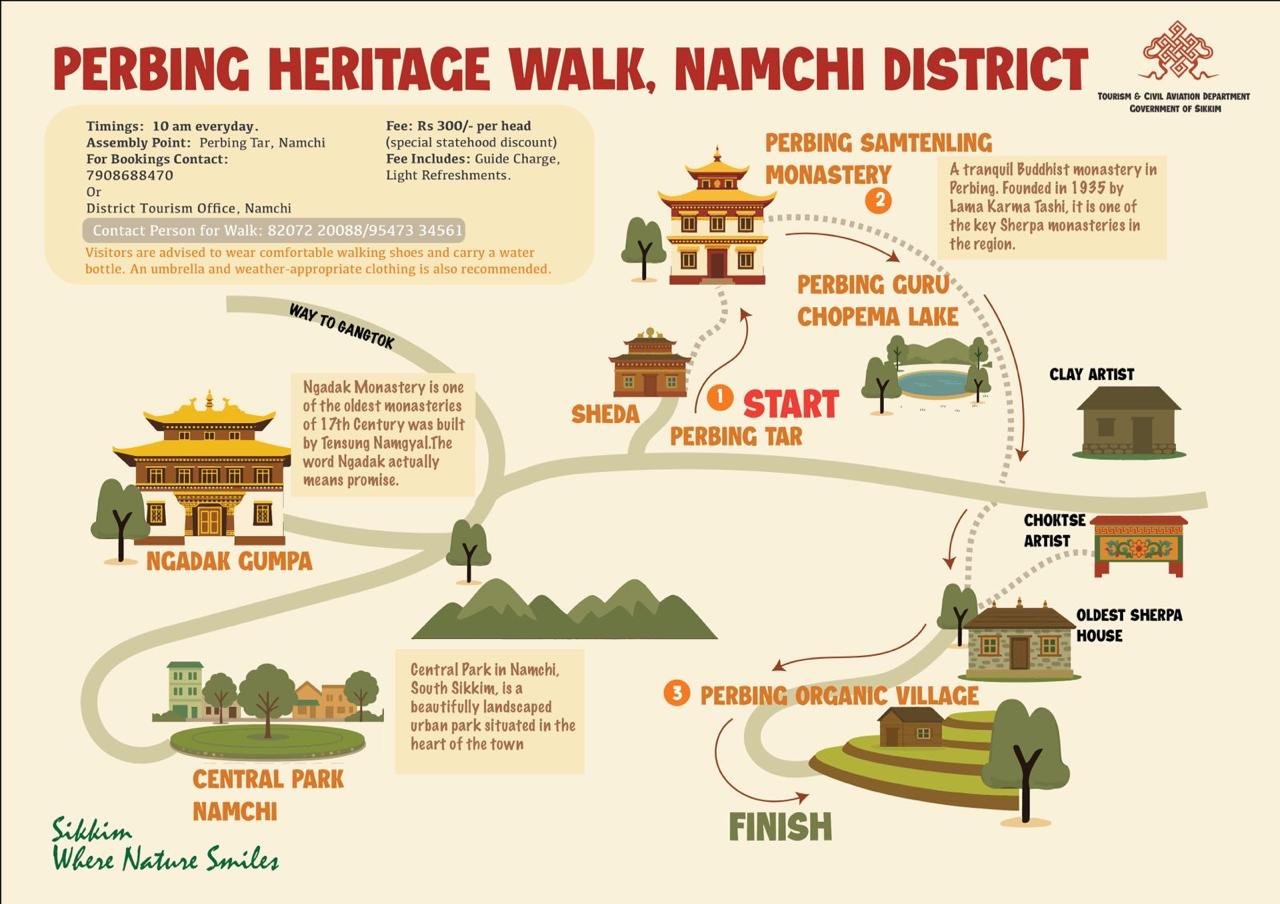 PERBING HERITAGE WALK, NAMCHI DISTRICT
TOURISM & CIVIL AVIATION DEPARTMENT
GOVERNMENT OF SIKKIM
Timings: 10 am everyday.
Assembly Point: Perbing Tar, Namchi
For Bookings Contact:
7908688470
Or
District Tourism Office, Namchi
Contact Person for Walk: 82072 20088/95473 34561
Fee: Rs 300/- per head
(special statehood discount)
Fee Includes: Guide Charge,
Light Refreshments.
Visitors are advised to wear comfortable walking shoes and carry a water
bottle. An umbrella and weather-appropriate clothing is also recommended.
PERBING SAMTENLING
MONASTERY
2
A tranquil Buddhist monastery in
Perbing. Founded in 1935 by
Lama Karma Tashi, it is one of
the key Sherpa monasteries in
the region.
PERBING GURU
CHOPEMA LAKE
WAY TO GANGTOK
Ngadak Monastery is one
of the oldest monasteries
of 17th Century was built
by Tensung Namgyal.The
word Ngadak actually
means promise.
SHEDA
1 START
PERBING TAR
CLAY ARTIST
CHOKTSE
ARTIST
NGADAK GUMPA
OLDEST SHERPA
HOUSE
Central Park in Namchi,
South Sikkim, is a
beautifully landscaped
urban park situated in the
heart of the town
3 PERBING ORGANIC VILLAGE
CENTRAL PARK
NAMCHI
FINISH
Sikkim
Where Nature Smiles